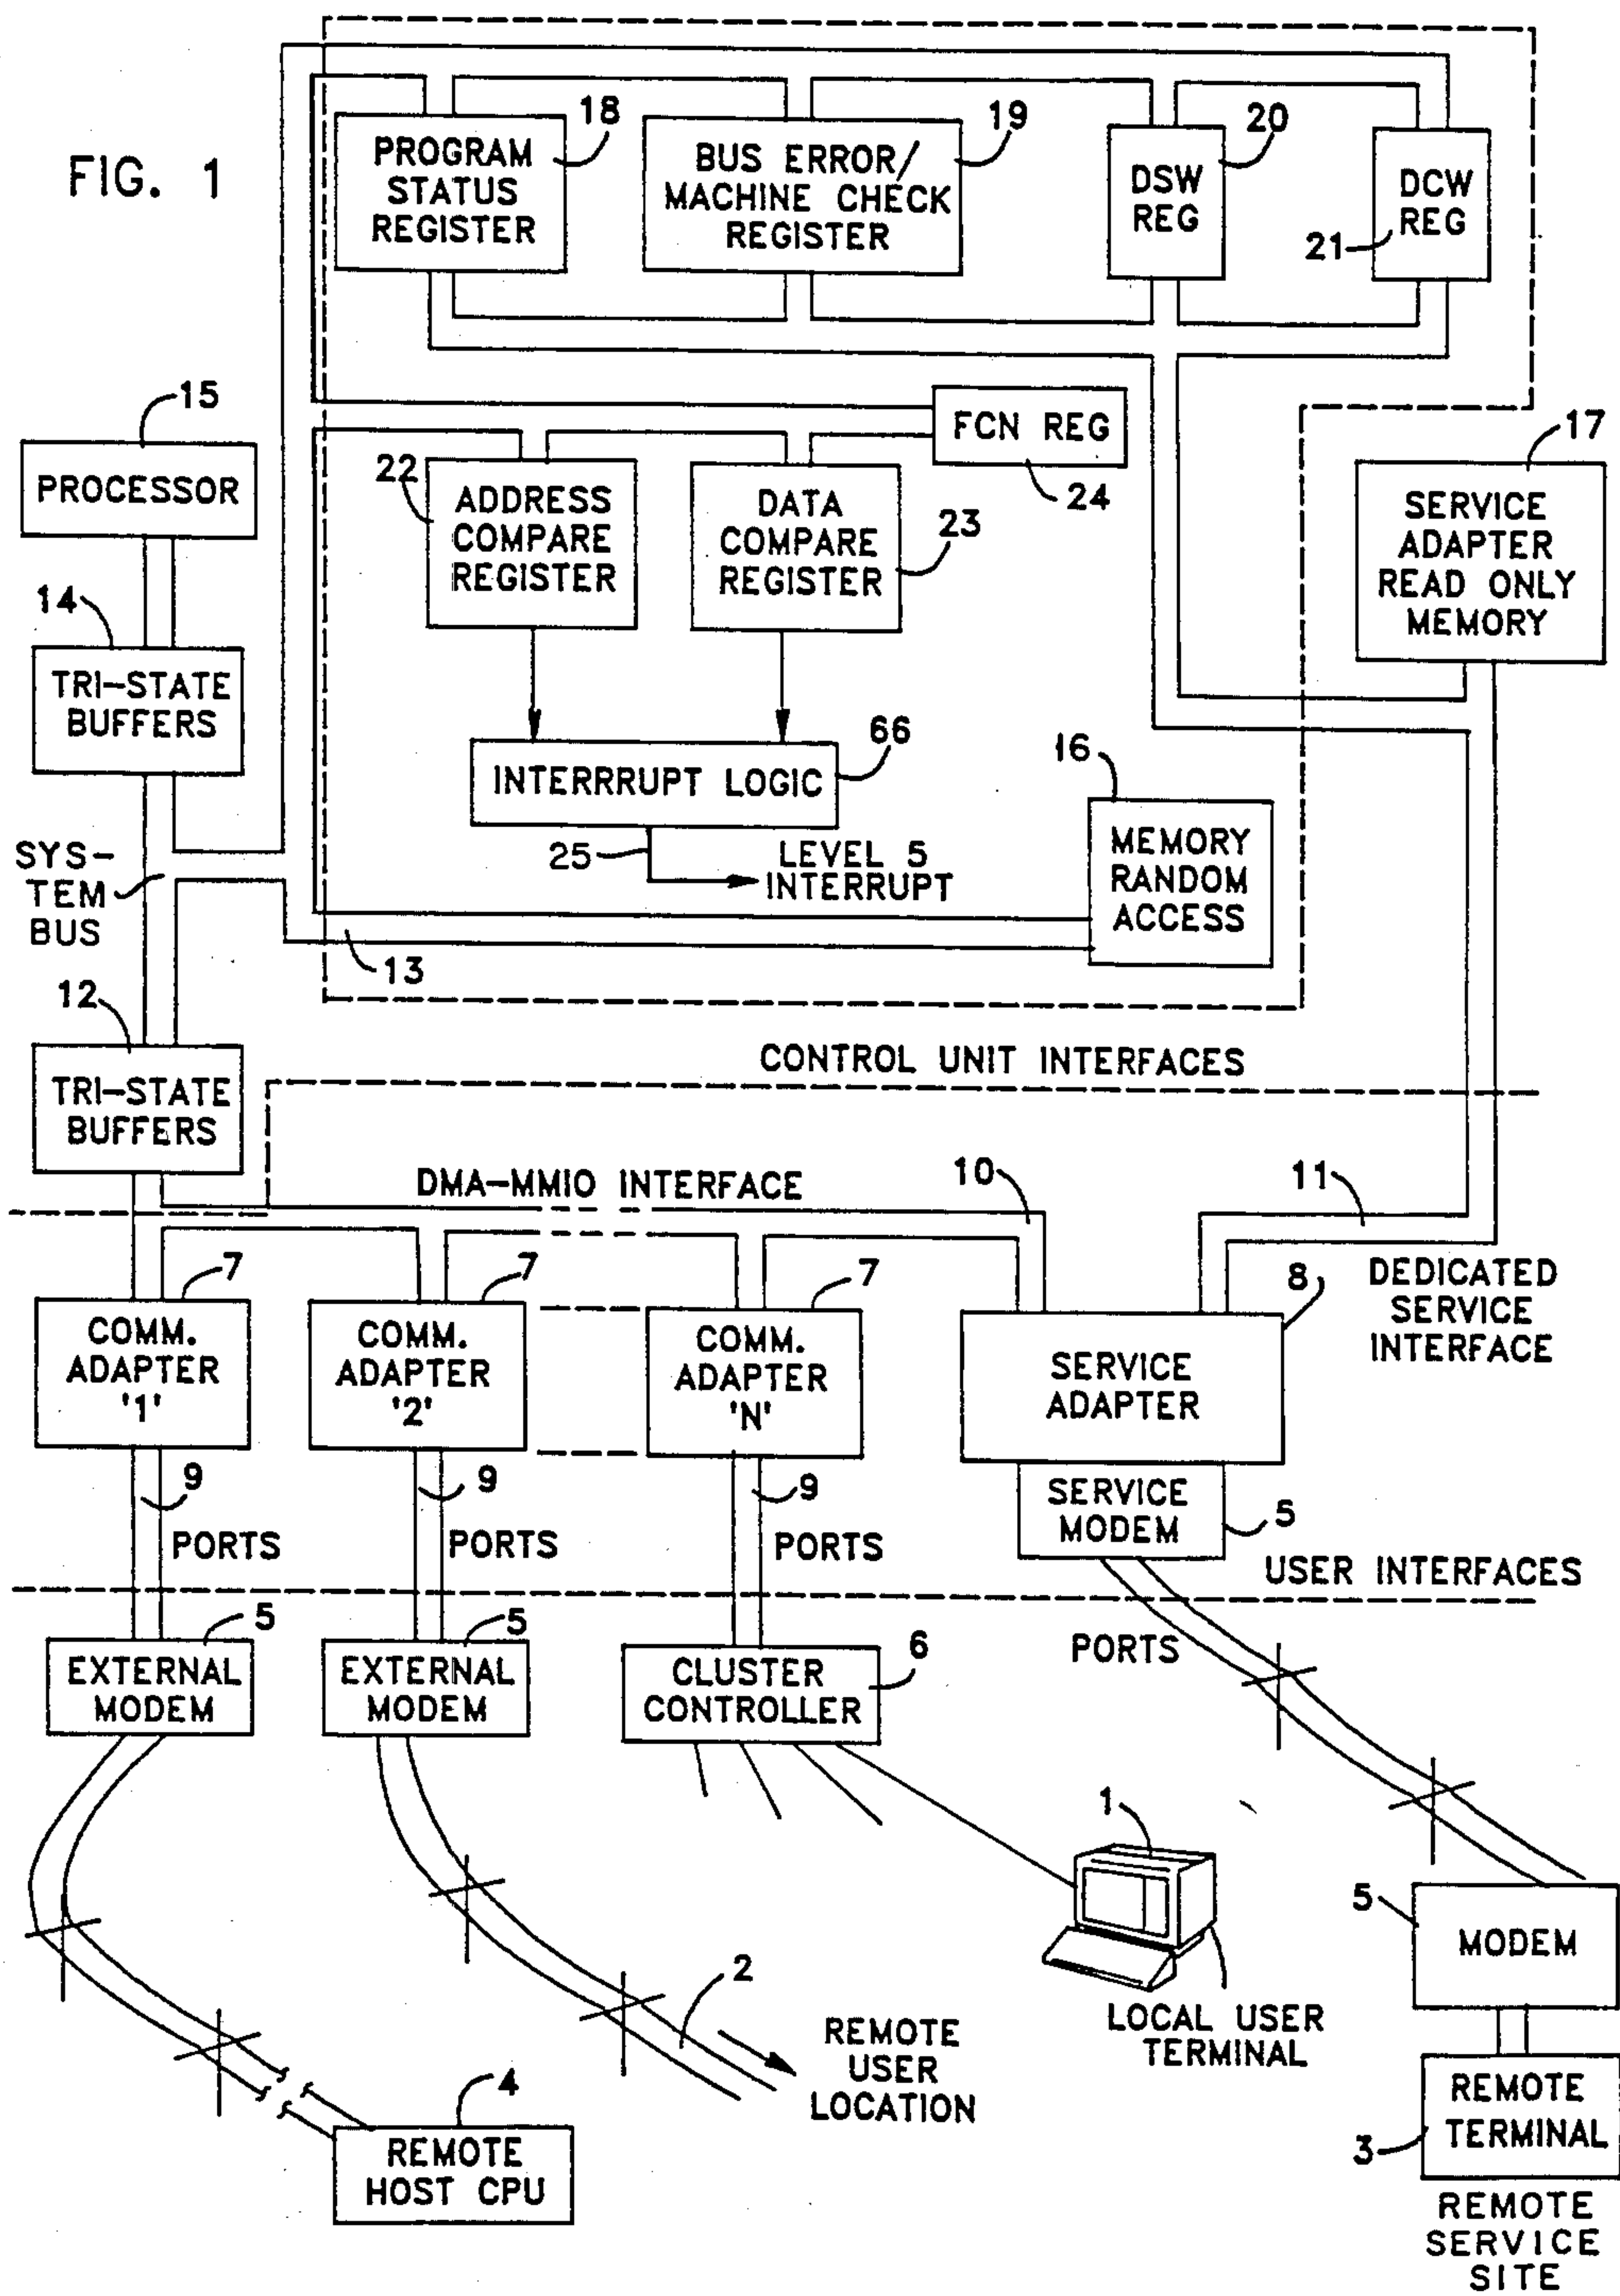 FIG. 1
18
PROGRAM
STATUS
REGISTER
19
BUS ERROR/
MACHINE CHECK
REGISTER
20
DSW
REG
21
DCW
REG
15
PROCESSOR
FCN REG
24
17
SERVICE
ADAPTER
READ ONLY
MEMORY
22
ADDRESS
COMPARE
REGISTER
DATA
COMPARE
REGISTER
23
14
TRI-STATE
BUFFERS
66
INTERRRUPT LOGIC
16
MEMORY
RANDOM
ACCESS
25
LEVEL 5
INTERRUPT
SYS-
TEM
BUS
13
12
TRI-STATE
BUFFERS
CONTROL UNIT INTERFACES
DMA-MMIO INTERFACE
10
11
7
COMM.
ADAPTER
'1'
7
COMM.
ADAPTER
'2'
7
COMM.
ADAPTER
'N'
8
SERVICE
ADAPTER
DEDICATED
SERVICE
INTERFACE
9
PORTS
9
PORTS
9
PORTS
SERVICE
MODEM
5
USER INTERFACES
5
EXTERNAL
MODEM
5
EXTERNAL
MODEM
6
CLUSTER
CONTROLLER
PORTS
1
LOCAL USER
TERMINAL
5
MODEM
2
REMOTE
USER
LOCATION
4
REMOTE
HOST CPU
3
REMOTE
TERMINAL
REMOTE
SERVICE
SITE